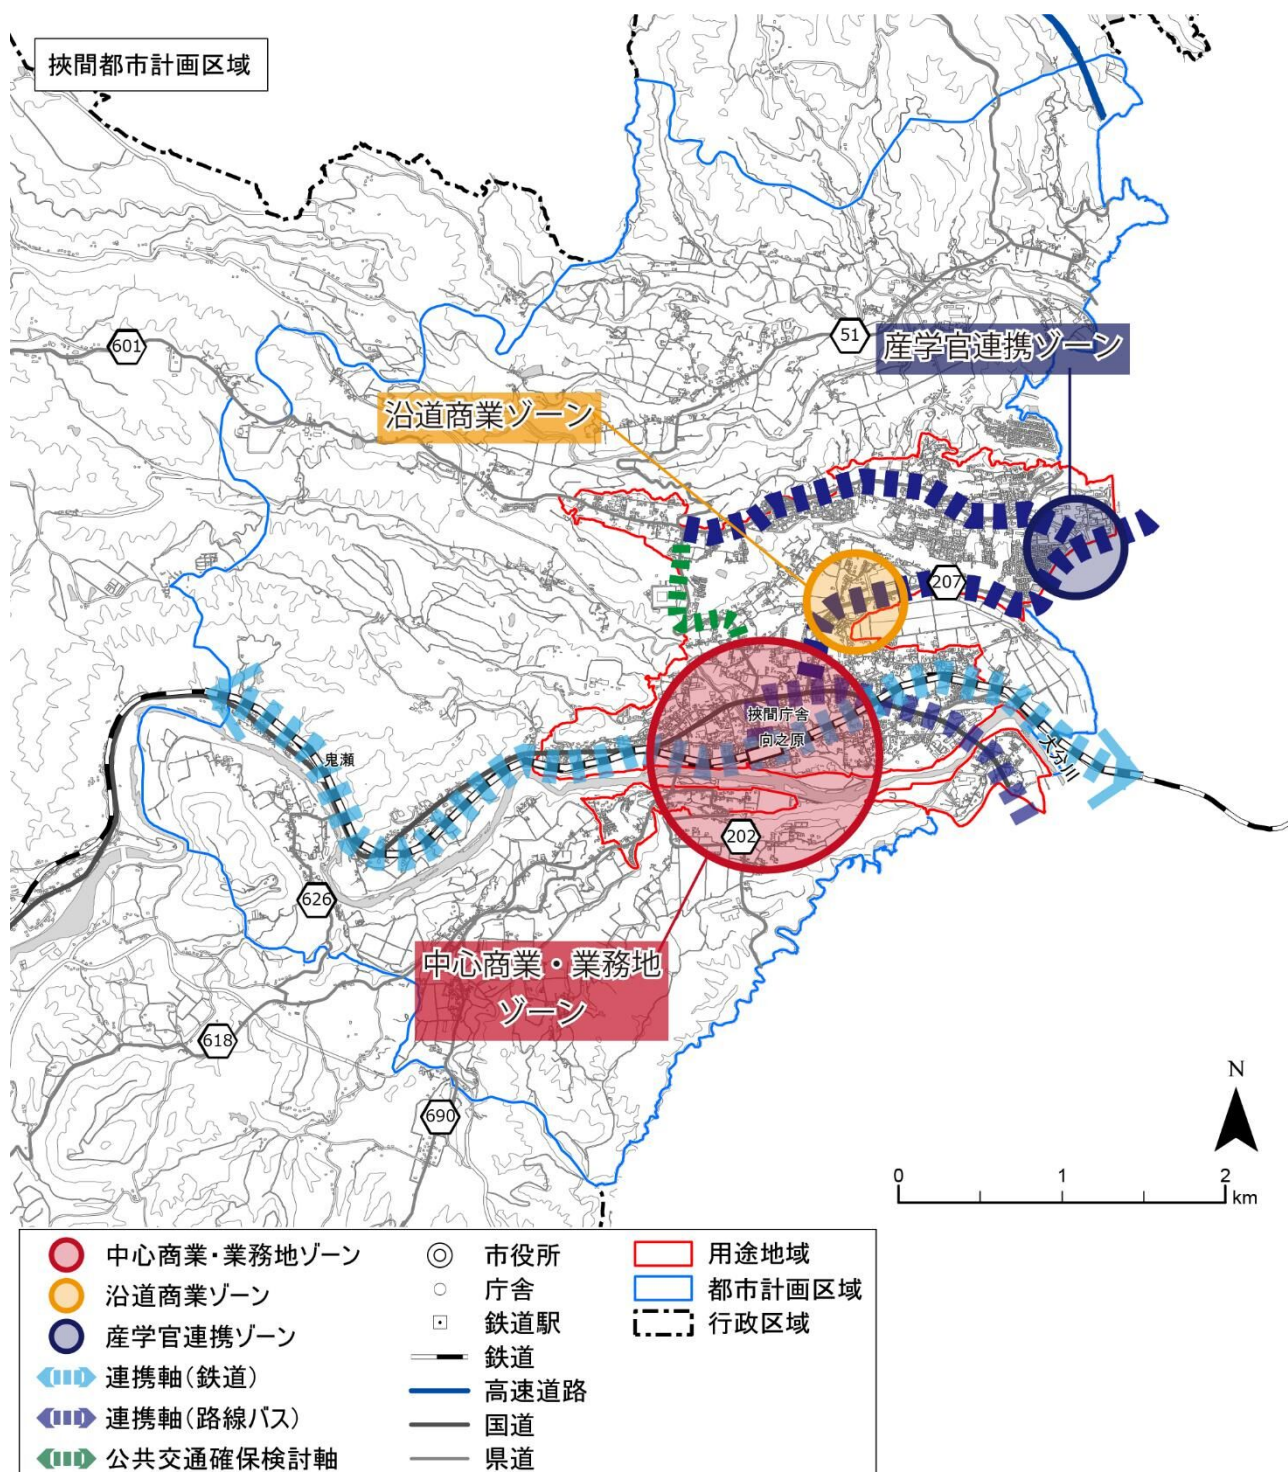 挾間都市計画区域
601
51
産学官連携ゾーン
沿道商業ゾーン
207
挾間庁舎
向之原
鬼瀬
大分川
202
626
中心商業・業務地
ゾーン
618
690
N
0 1 2
km
中心商業・業務地ゾーン
沿道商業ゾーン
産学官連携ゾーン
連携軸(鉄道)
連携軸(路線バス)
公共交通確保検討軸
市役所
庁舎
鉄道駅
鉄道
高速道路
国道
県道
用途地域
都市計画区域
行政区域